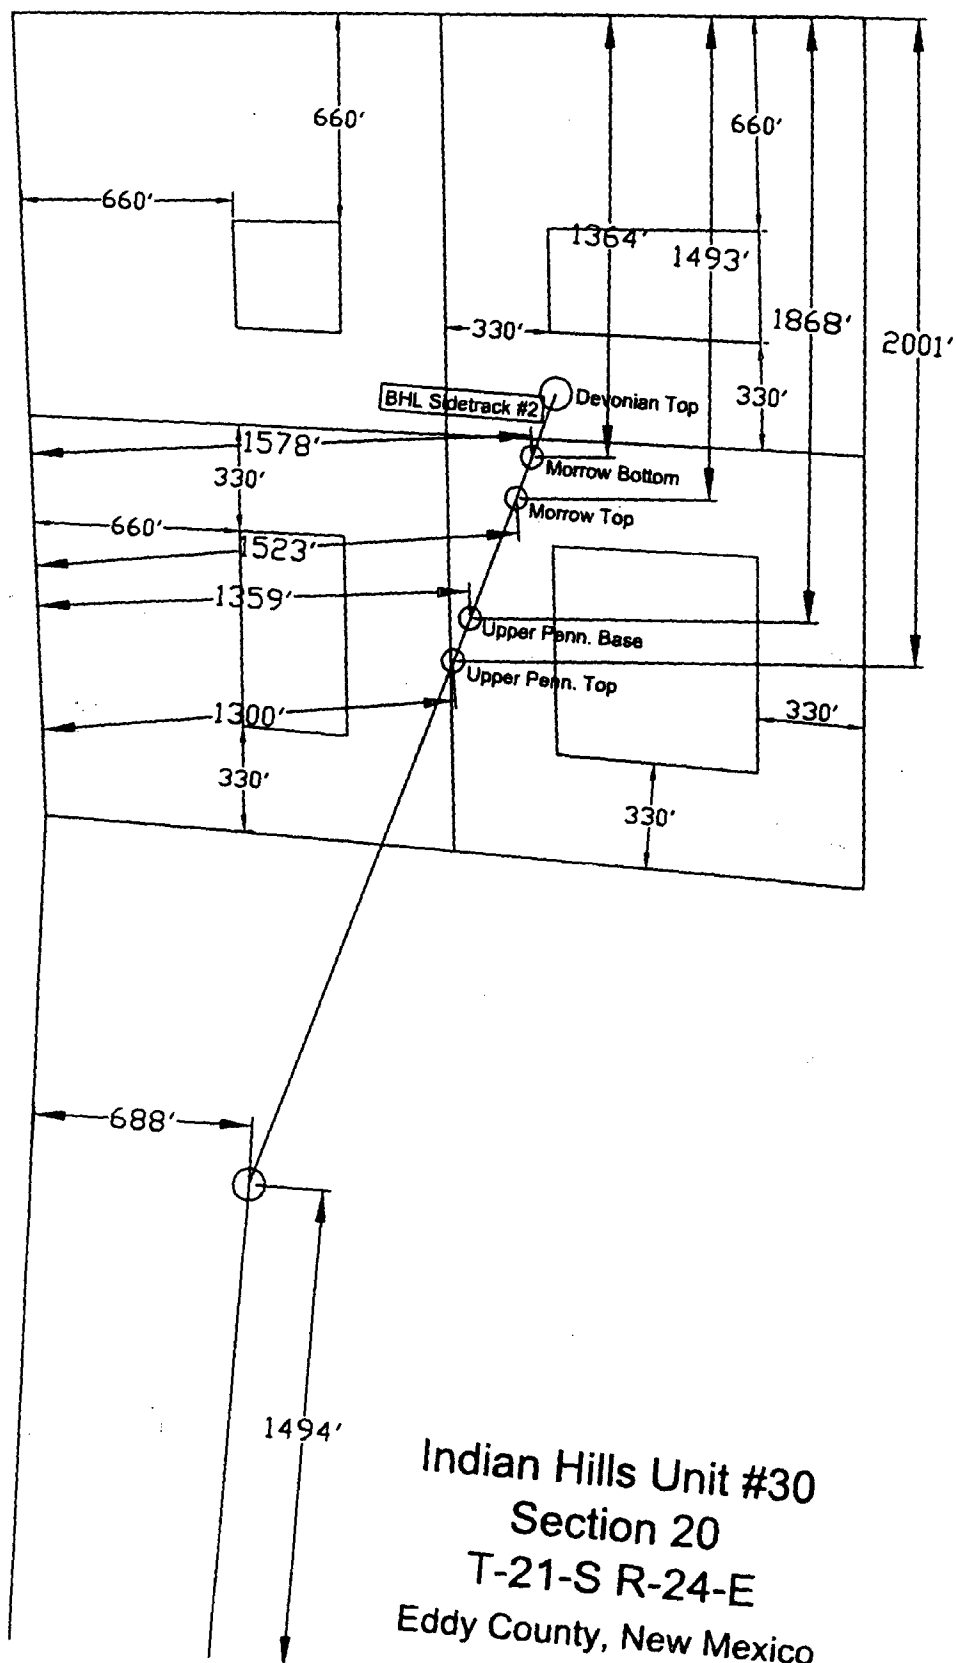 660'
660'
660'
1364'
1493'
330'
1868'
2001'
BHL Sidetrack #2
Devonian Top
330'
1578'
330'
Morrow Bottom
Morrow Top
660'
1523'
1359'
Upper Penn. Base
Upper Penn. Top
1300'
330'
330'
330'
688'
1494'
Indian Hills Unit #30
Section 20
T-21-S R-24-E
Eddy County, New Mexico